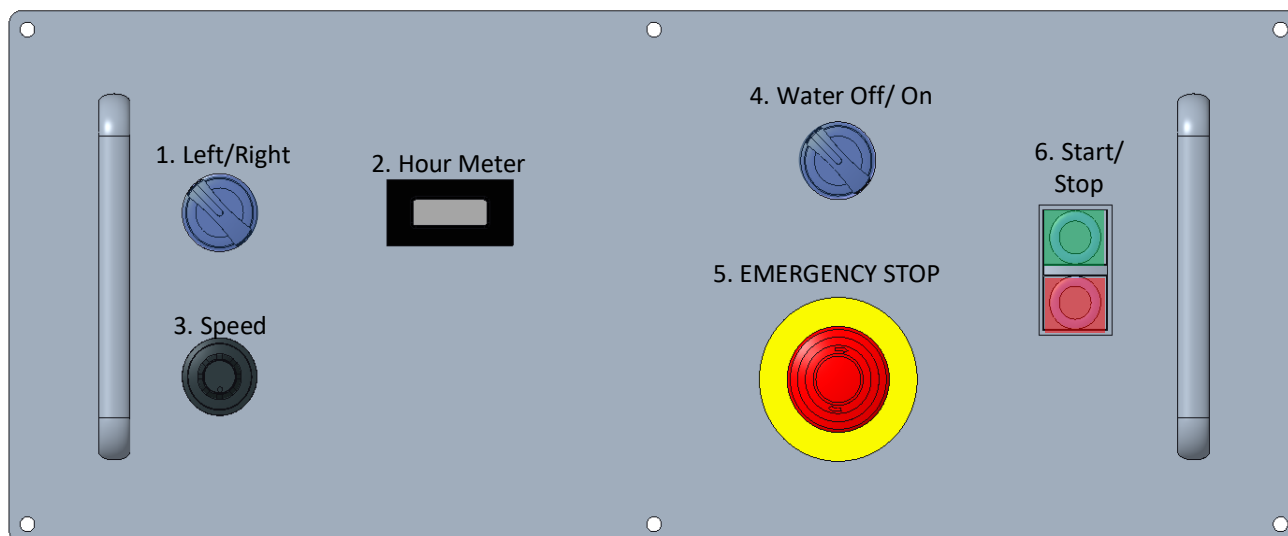 1. Left/Right
2. Hour Meter
3. Speed
4. Water Off/ On
5. EMERGENCY STOP
6. Start/
Stop